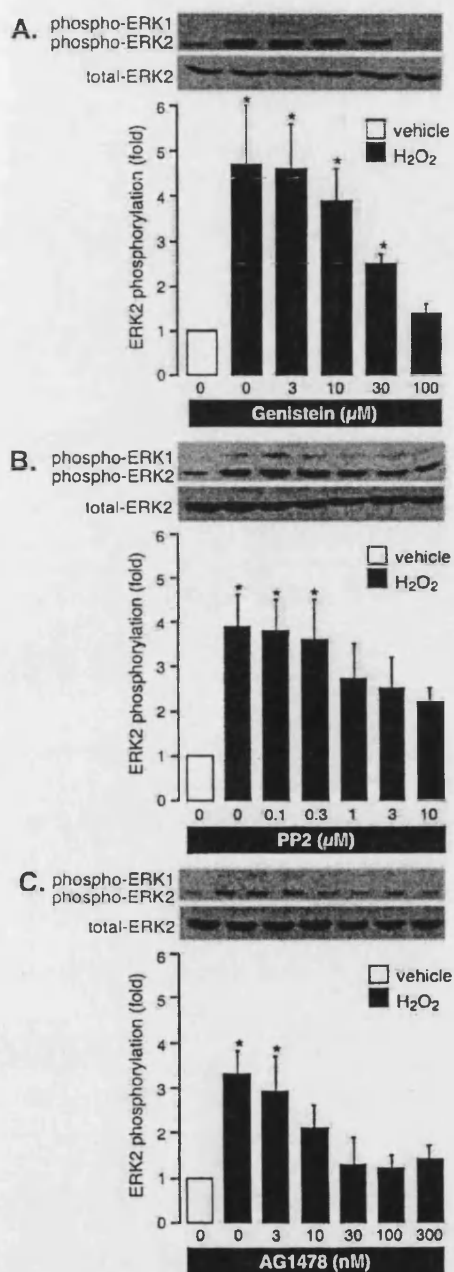 A.
phospho-ERK1
phospho-ERK2
total-ERK2
ERK2 phosphorylation (fold)
6
5
4
3
2
1
0
vehicle
H₂O₂
* * * *
0 0 3 10 30 100
Genistein (µM)
B.
phospho-ERK1
phospho-ERK2
total-ERK2
ERK2 phosphorylation (fold)
6
5
4
3
2
1
0
vehicle
H₂O₂
* * *
0 0 0.1 0.3 1 3 10
PP2 (µM)
C.
phospho-ERK1
phospho-ERK2
total-ERK2
ERK2 phosphorylation (fold)
6
5
4
3
2
1
0
vehicle
H₂O₂
* *
0 0 3 10 30 100 300
AG1478 (nM)